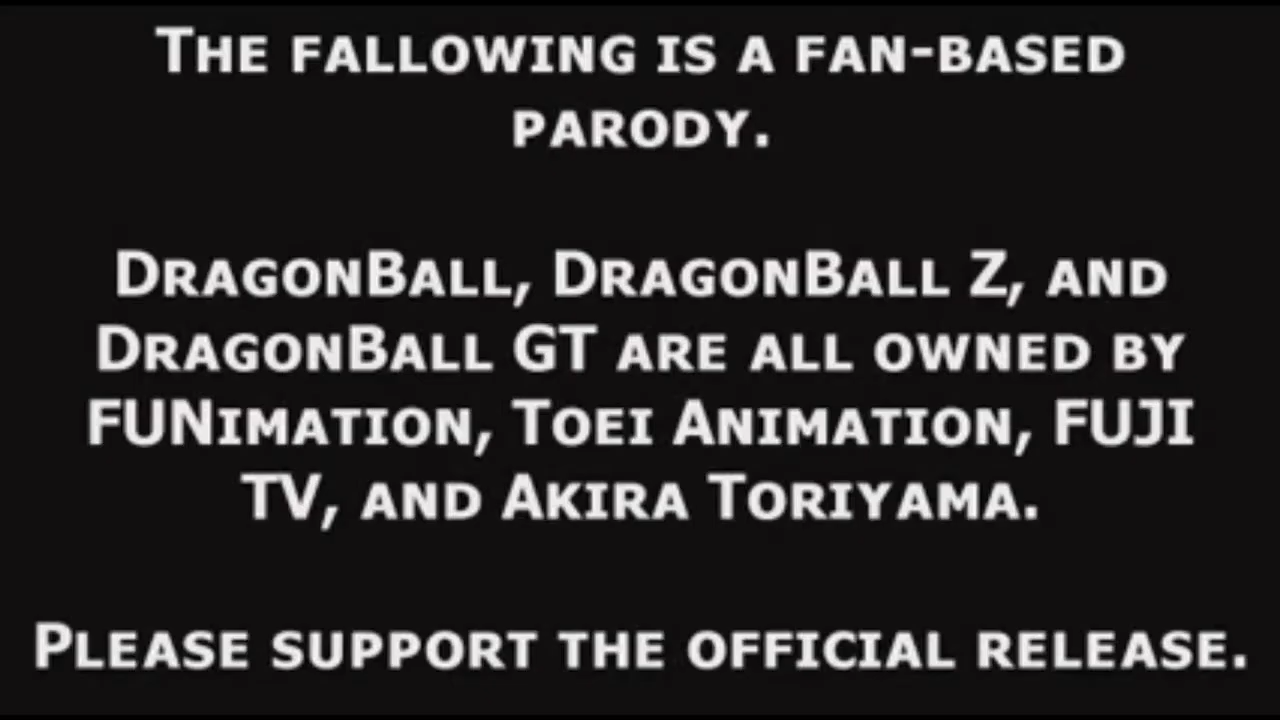 The fallowing is a fan-based
parody.
DragonBall, DragonBall Z, and
DragonBall GT are all owned by
FUNimation, Toei Animation, FUJI
TV, and Akira Toriyama.
Please support the official release.